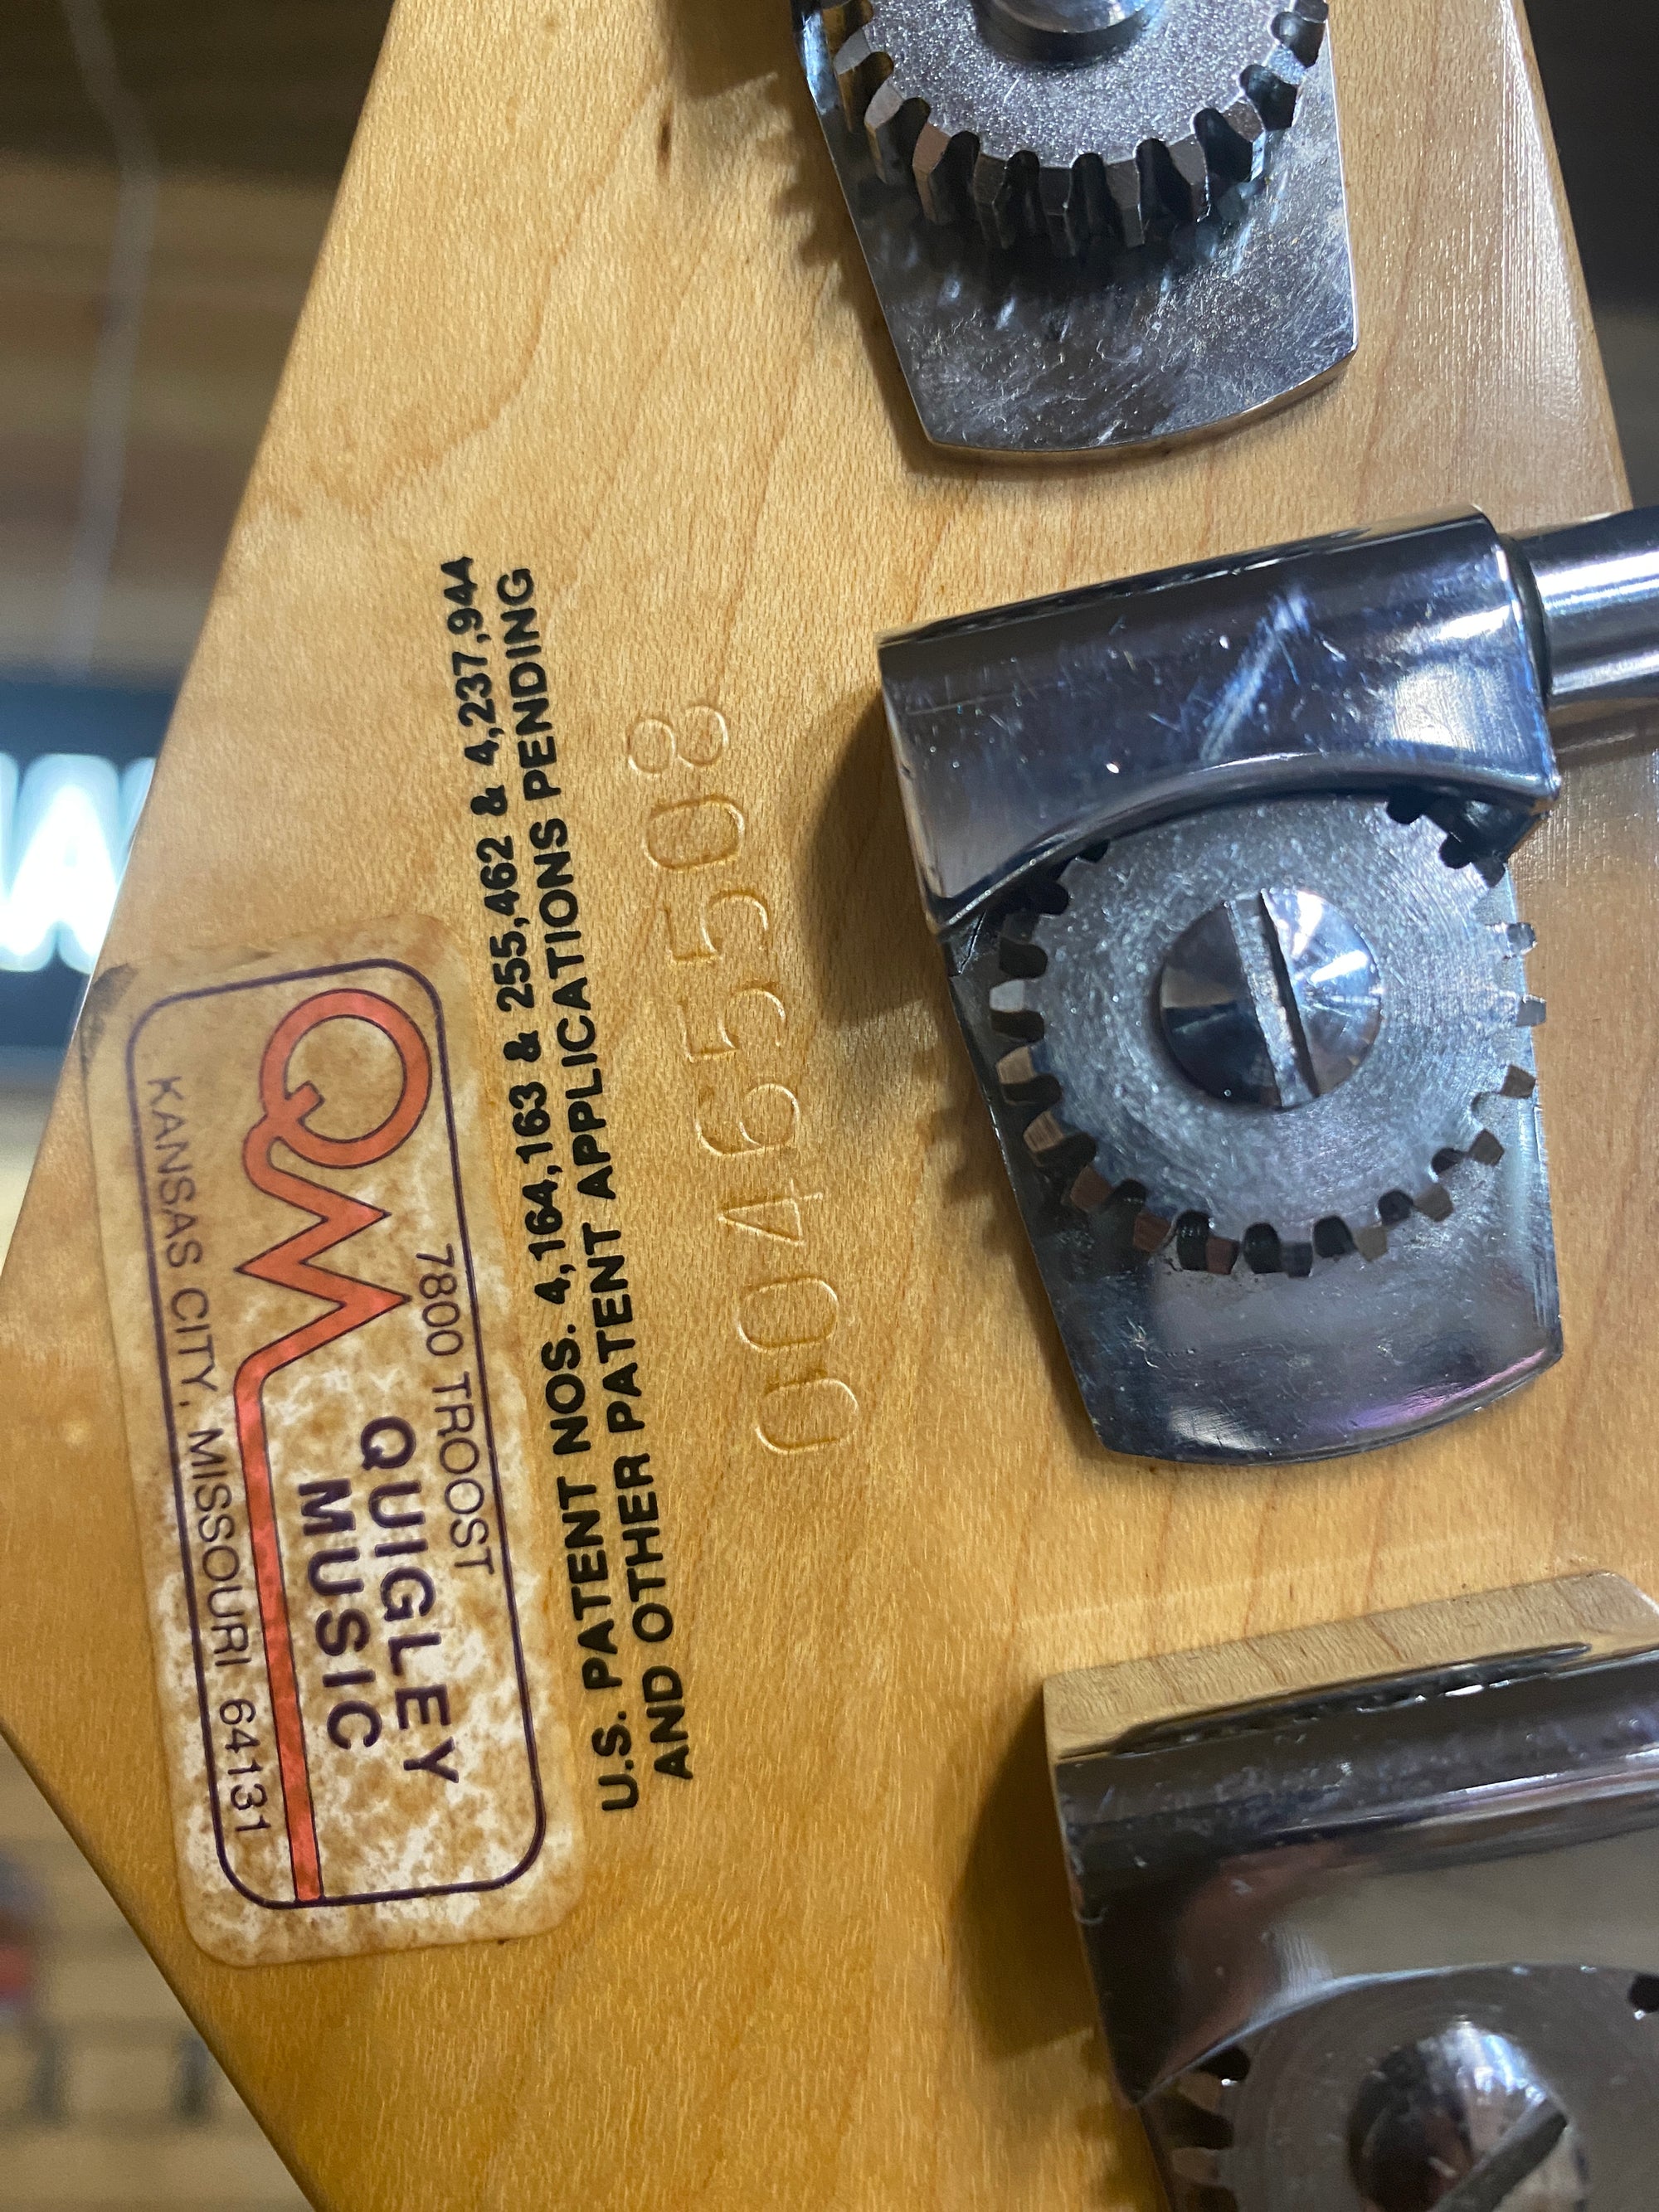 U.S. PATENT NOS. 4,164,163 & 255,462 & 4,237,944
AND OTHER PATENT APPLICATIONS PENDING
00465508
7800 TROOST
QM
QUIGLEY
MUSIC
KANSAS CITY, MISSOURI 64131